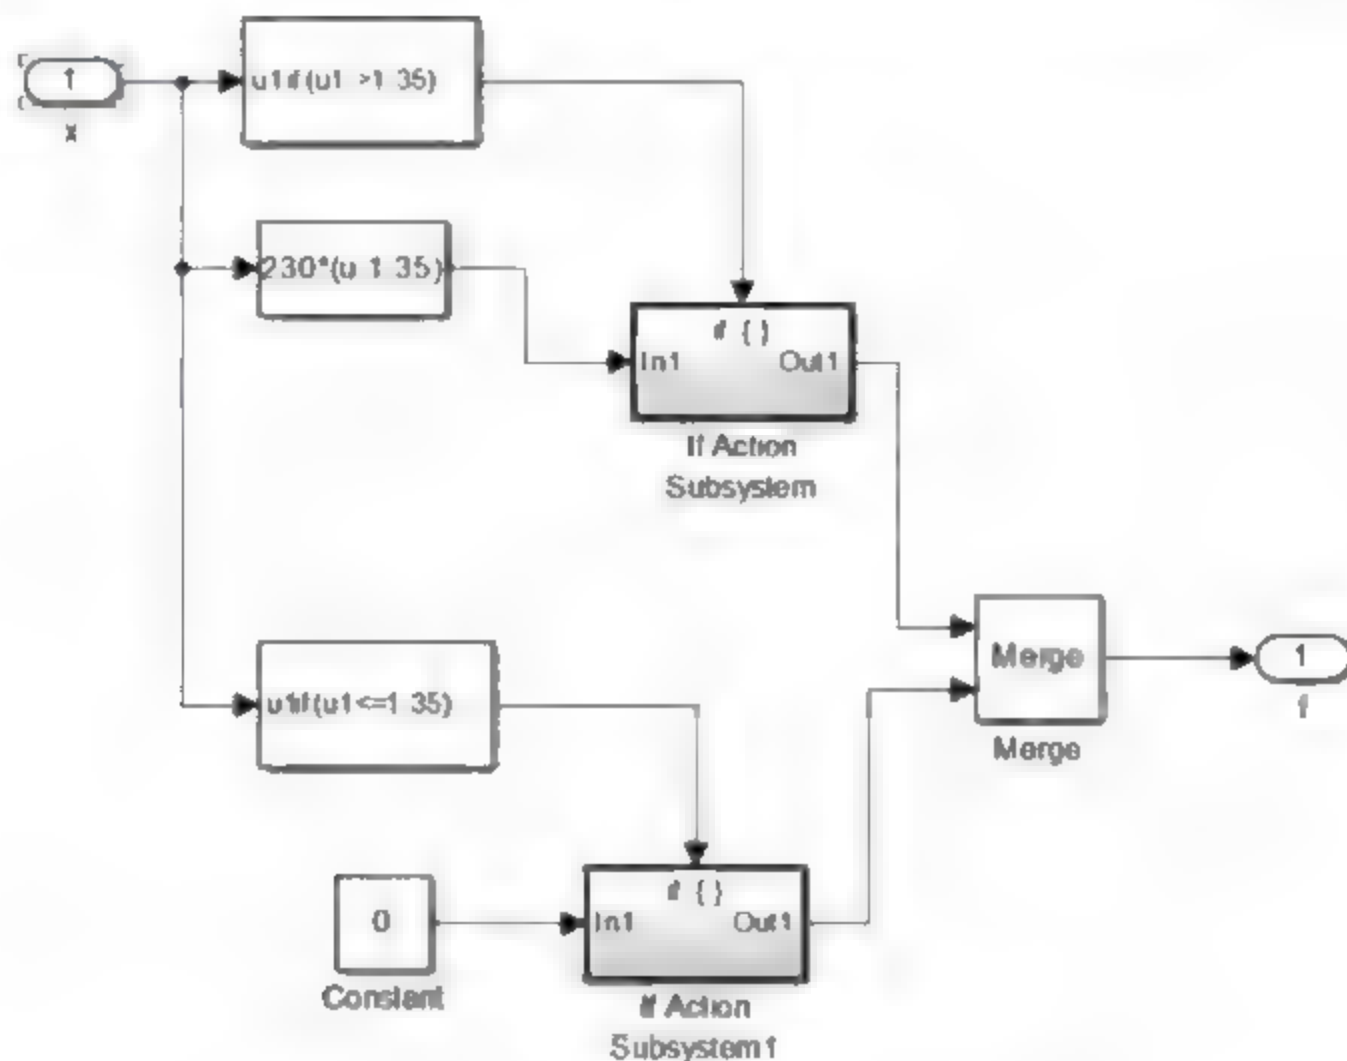 1
x
u1if(u1 >1 35)
230*(u 1 35)
if { }
In1 Out1
If Action
Subsystem
u1if(u1<=1 35)
Merge
Merge
1
f
if { }
In1 Out1
0
Constant
If Action
Subsystem1